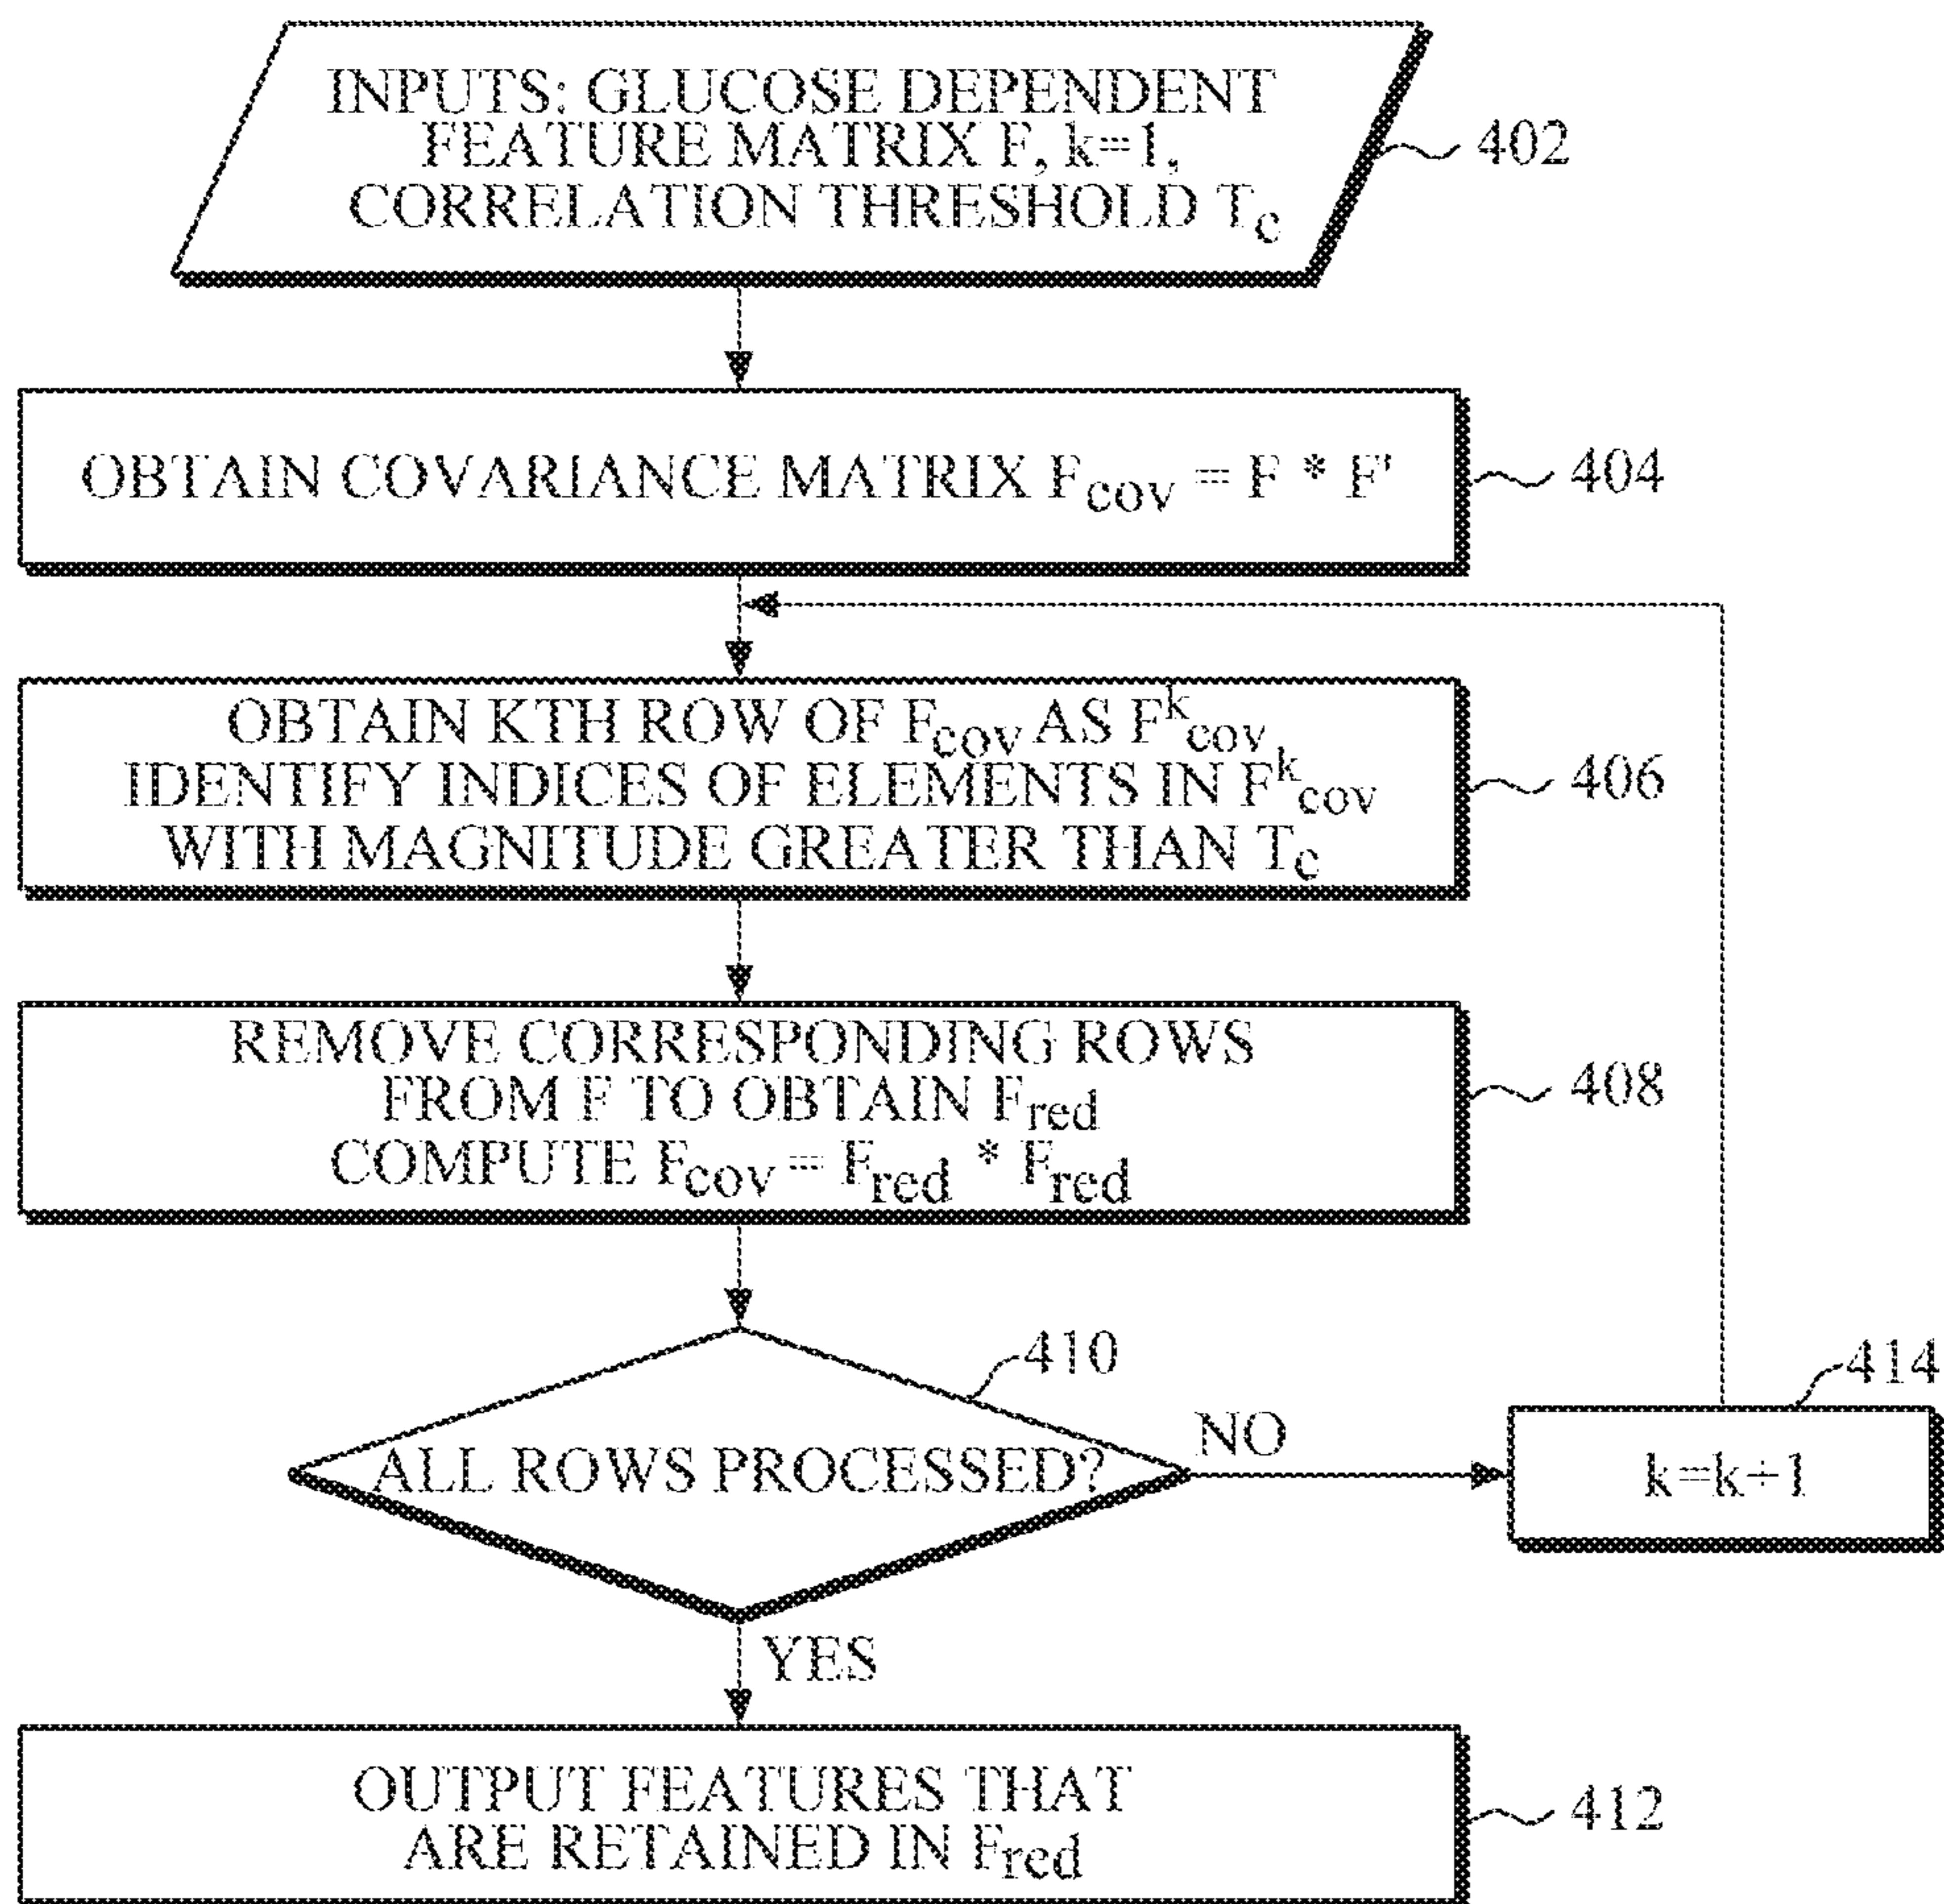 INPUTS: GLUCOSE DEPENDENT
FEATURE MATRIX F, k=1,
CORRELATION THRESHOLD Tc
402
OBTAIN COVARIANCE MATRIX Fcov = F * F'
404
OBTAIN KTH ROW OF Fcov AS F^k cov,
IDENTIFY INDICES OF ELEMENTS IN F^k cov
WITH MAGNITUDE GREATER THAN Tc
406
REMOVE CORRESPONDING ROWS
FROM F TO OBTAIN Fred
COMPUTE Fcov = Fred * Fred
408
410
ALL ROWS PROCESSED?
NO
414
k=k+1
YES
OUTPUT FEATURES THAT
ARE RETAINED IN Fred
412